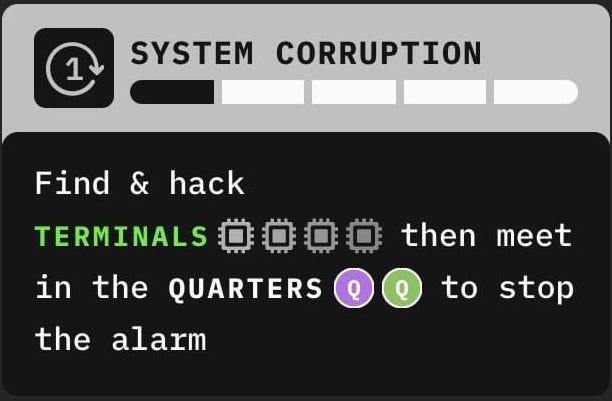 1 SYSTEM CORRUPTION
Find & hack
TERMINALS then meet
in the QUARTERS Q Q to stop
the alarm